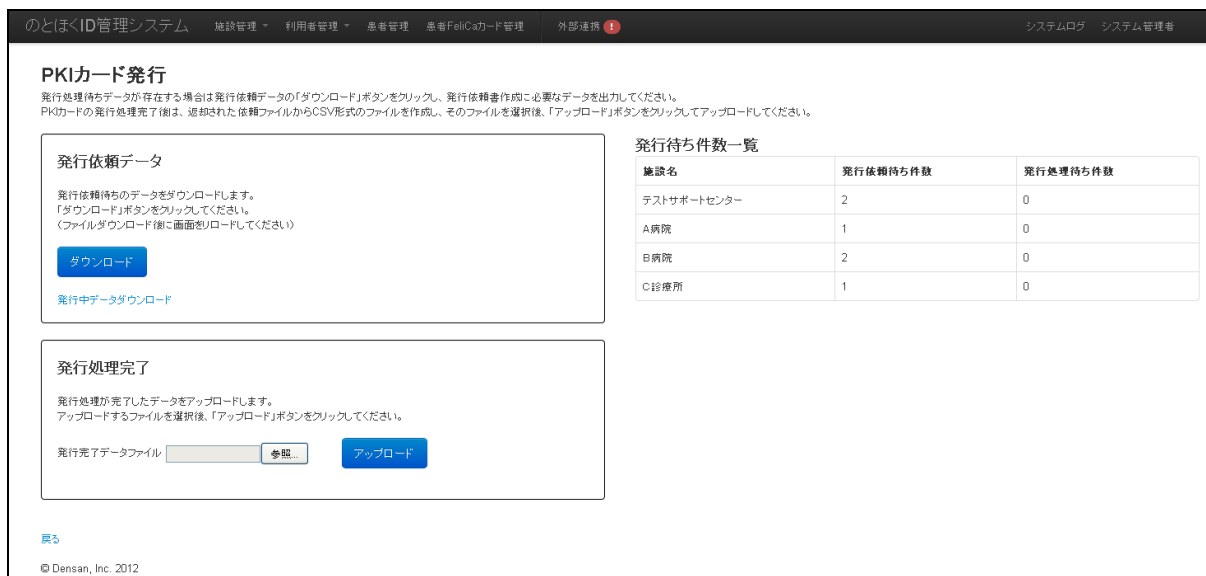 のとほくID管理システム 施設管理 利用者管理 患者管理 患者FeliCaカード管理 外部連携 ! システムログ システム管理者
PKIカード発行
発行処理待ちデータが存在する場合は発行依頼データの「ダウンロード」ボタンをクリックし、発行依頼書作成に必要なデータを出力してください。
PKIカードの発行処理完了後は、返却された依頼ファイルからCSV形式のファイルを作成し、そのファイルを選択後、「アップロード」ボタンをクリックしてアップロードしてください。
発行依頼データ
発行依頼待ちのデータをダウンロードします。
「ダウンロード」ボタンをクリックしてください。
（ファイルダウンロード後に画面をリロードしてください）
ダウンロード
発行中データダウンロード
発行処理完了
発行処理が完了したデータをアップロードします。
アップロードするファイルを選択後、「アップロード」ボタンをクリックしてください。
発行完了データファイル 参照... アップロード
発行待ち件数一覧
施設名 発行依頼待ち件数 発行処理待ち件数
テストサポートセンター 2 0
A病院 1 0
B病院 2 0
C診療所 1 0
戻る
© Densan, Inc. 2012